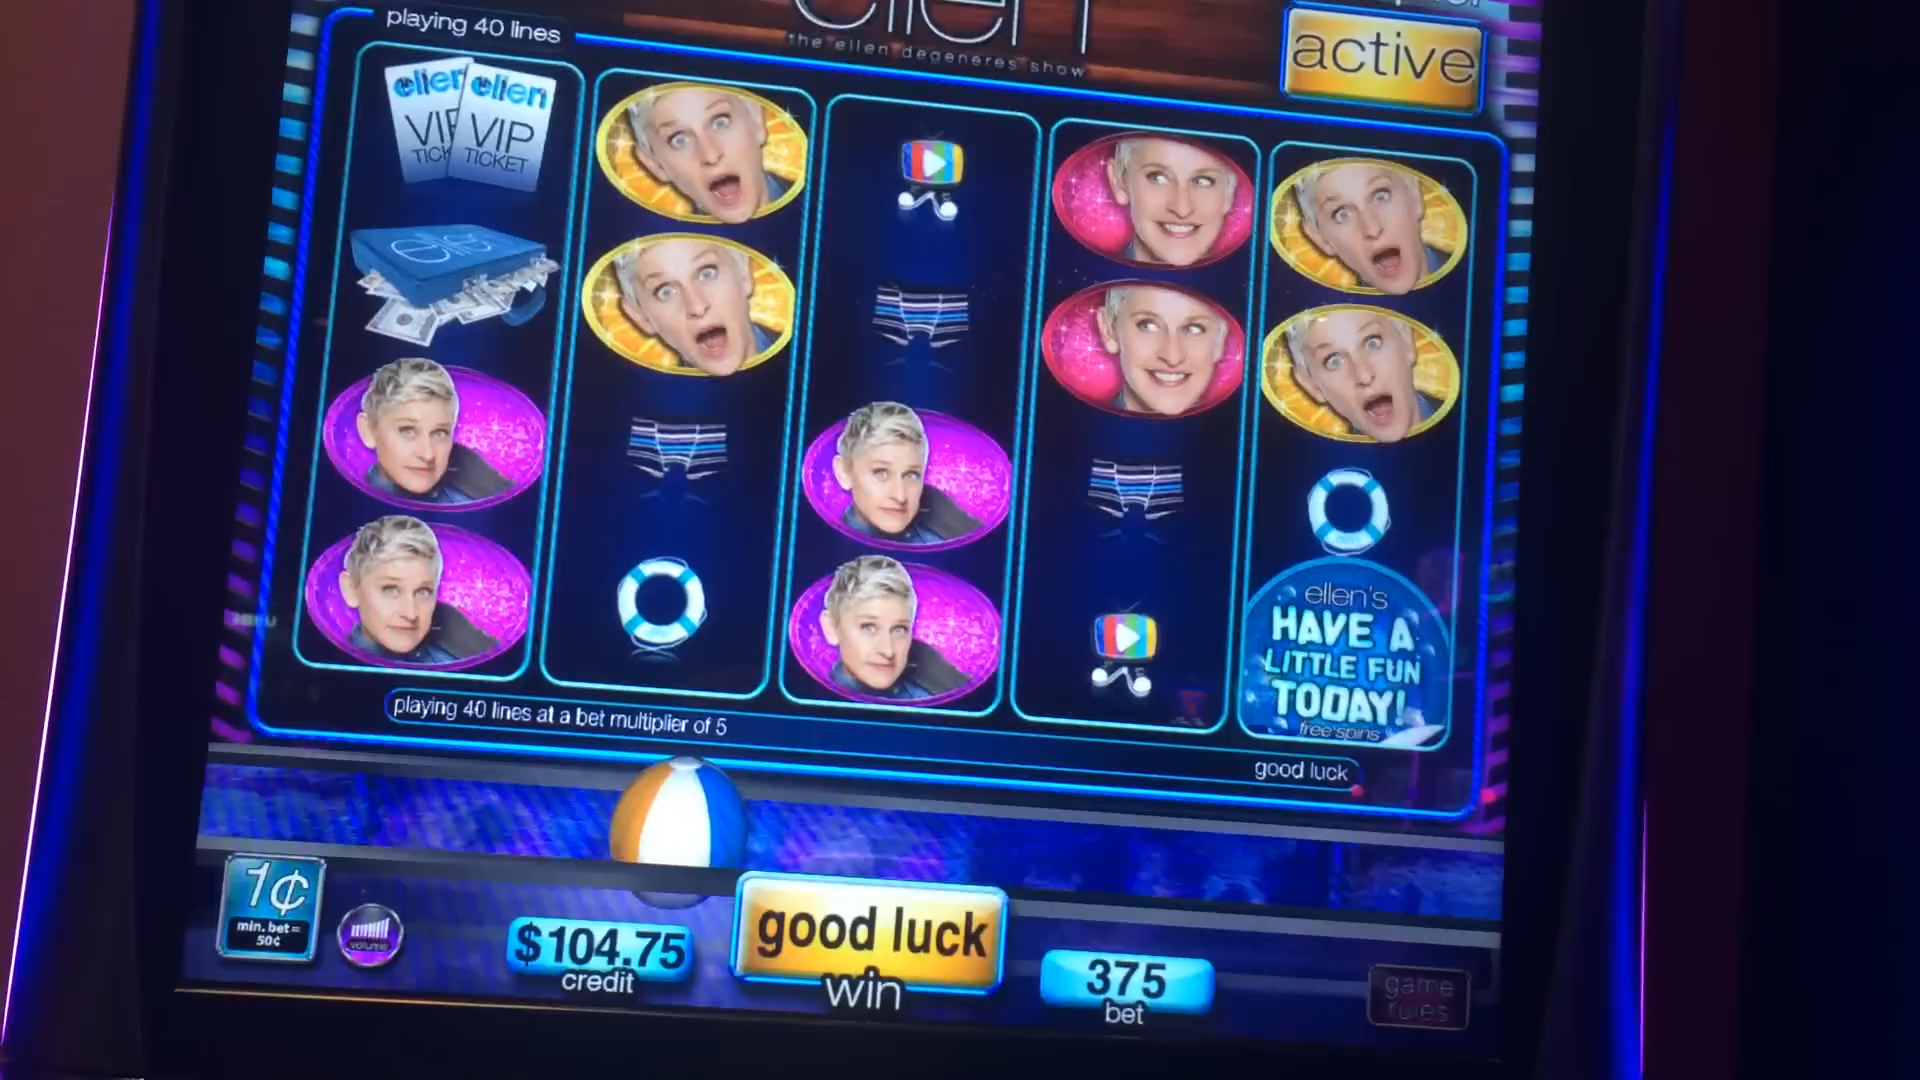 ellen
the ellen degeneres show
playing 40 lines
active
ellen ellen
VIP VIP
TICKET
ellen
ellen's
HAVE A
LITTLE FUN
TODAY!
free spins
playing 40 lines at a bet multiplier of 5
good luck
1¢
min. bet =
50¢
volume
$104.75
credit
good luck
win
375
bet
game
rules